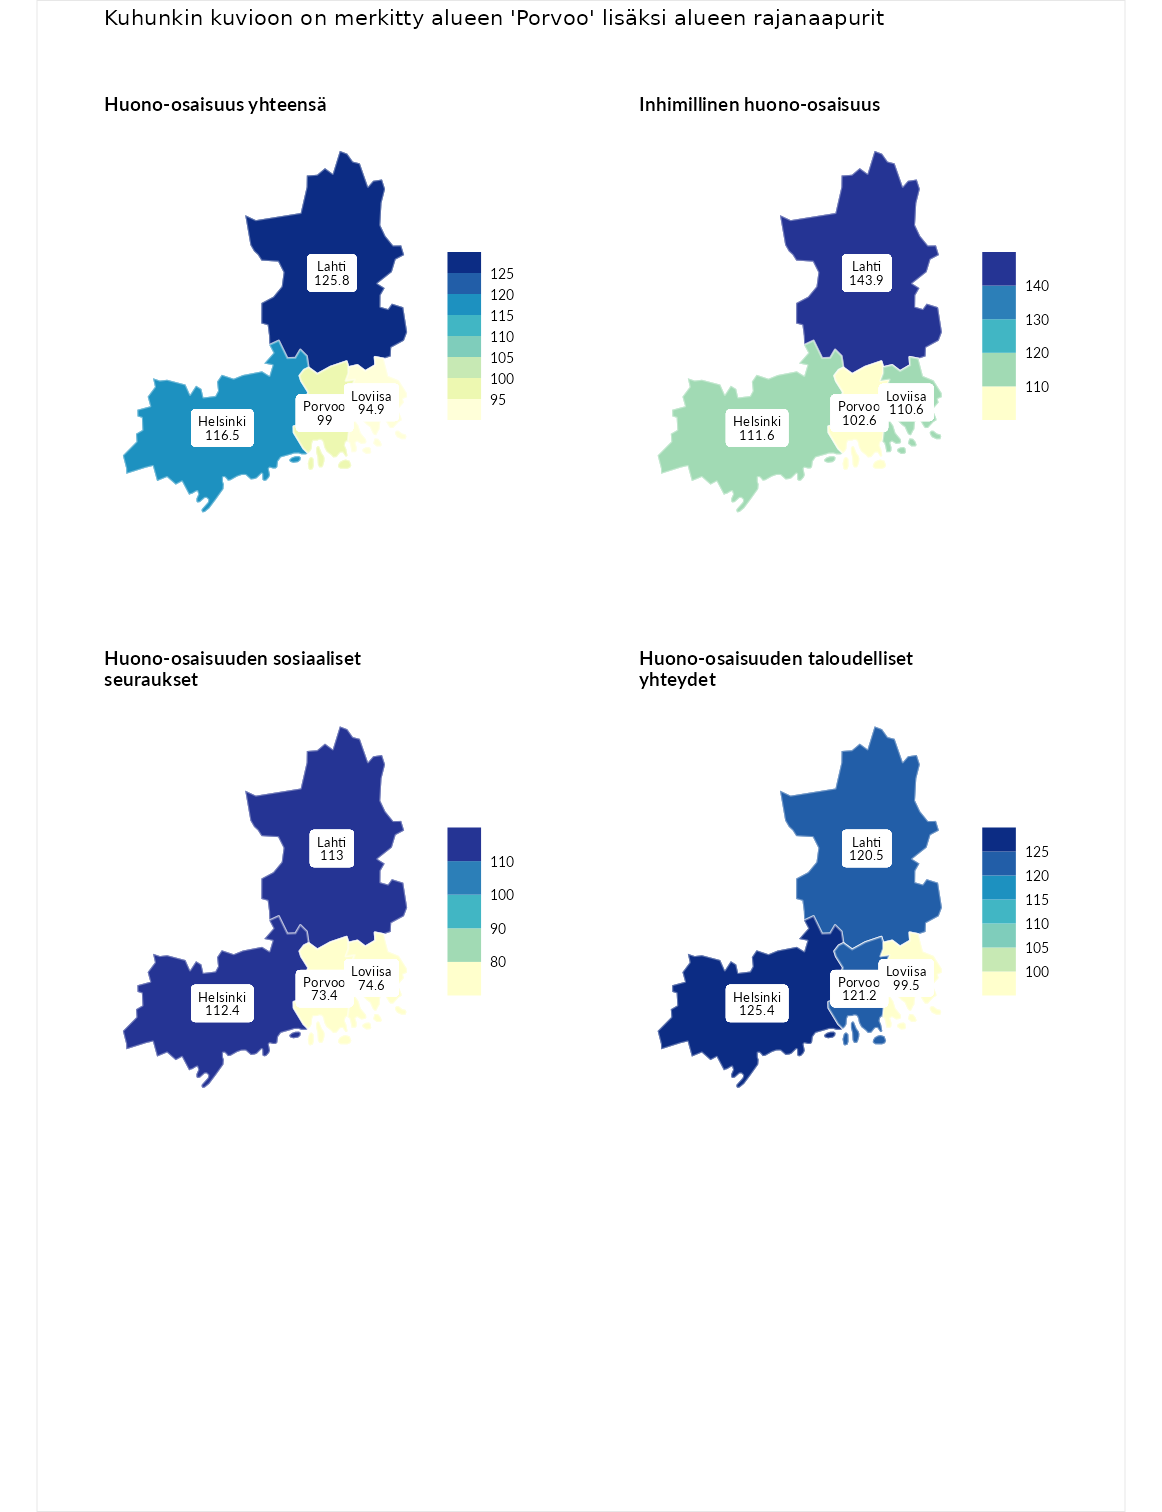 Kuhunkin kuvioon on merkitty alueen 'Porvoo' lisäksi alueen rajanaapurit
Huono-osaisuus yhteensä
Lahti
125.8
Helsinki
116.5
Porvoo
99
Loviisa
94.9
125
120
115
110
105
100
95
Inhimillinen huono-osaisuus
Lahti
143.9
Helsinki
111.6
Porvoo
102.6
Loviisa
110.6
140
130
120
110
Huono-osaisuuden sosiaaliset
seuraukset
Lahti
113
Helsinki
112.4
Porvoo
73.4
Loviisa
74.6
110
100
90
80
Huono-osaisuuden taloudelliset
yhteydet
Lahti
120.5
Helsinki
125.4
Porvoo
121.2
Loviisa
99.5
125
120
115
110
105
100